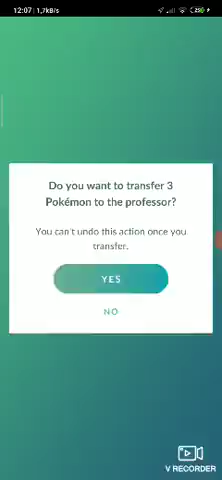 12:07 | 1,7kB/s
Do you want to transfer 3
Pokémon to the professor?
You can't undo this action once you
transfer.
YES
NO
V RECORDER